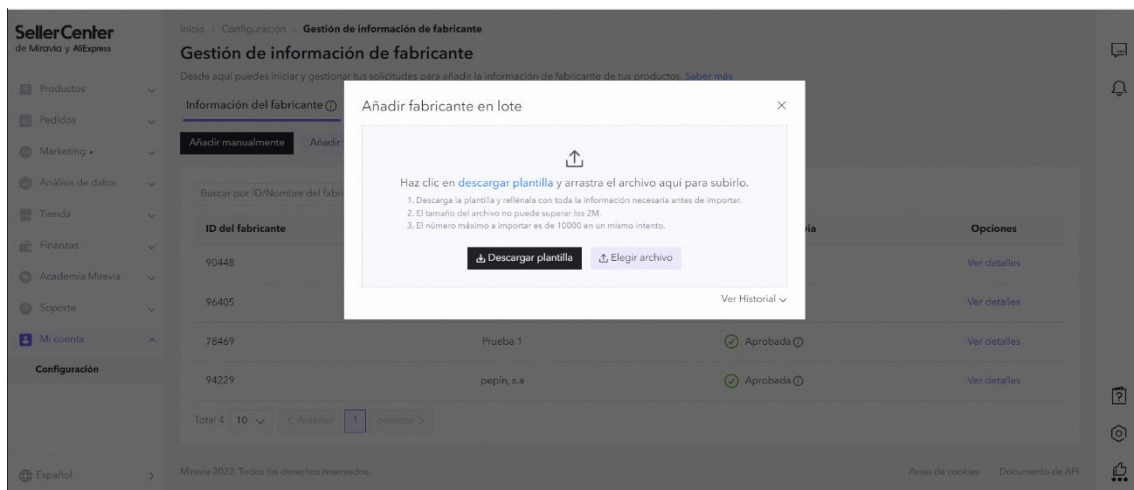 SellerCenter
de Miravia y AliExpress
Productos
Pedidos
Marketing
Análisis de datos
Tienda
Finanzas
Academia Miravia
Soporte
Mi cuenta
Configuración
Español
Inicio > Configuración > Gestión de información de fabricante
Gestión de información de fabricante
Desde aquí puedes iniciar y gestionar tus solicitudes para añadir la información de fabricante de tus productos. Saber más
Información del fabricante
Añadir manualmente
Añadir
Buscar por ID/Nombre del fabri
ID del fabricante
Opciones
90448
Ver detalles
96405
Ver detalles
78469 Prueba 1 Aprobada Ver detalles
94229 pepín, s.a Aprobada Ver detalles
Total 4 10 < Anterior 1 próximo >
Miravia 2022. Todos los derechos reservados.
Aviso de cookies Documento de API
Añadir fabricante en lote
Haz clic en descargar plantilla y arrastra el archivo aquí para subirlo.
1. Descarga la plantilla y rellénala con toda la información necesaria antes de importar.
2. El tamaño del archivo no puede superar los 2M.
3. El número máximo a importar es de 10000 en un mismo intento.
Descargar plantilla
Elegir archivo
Ver Historial